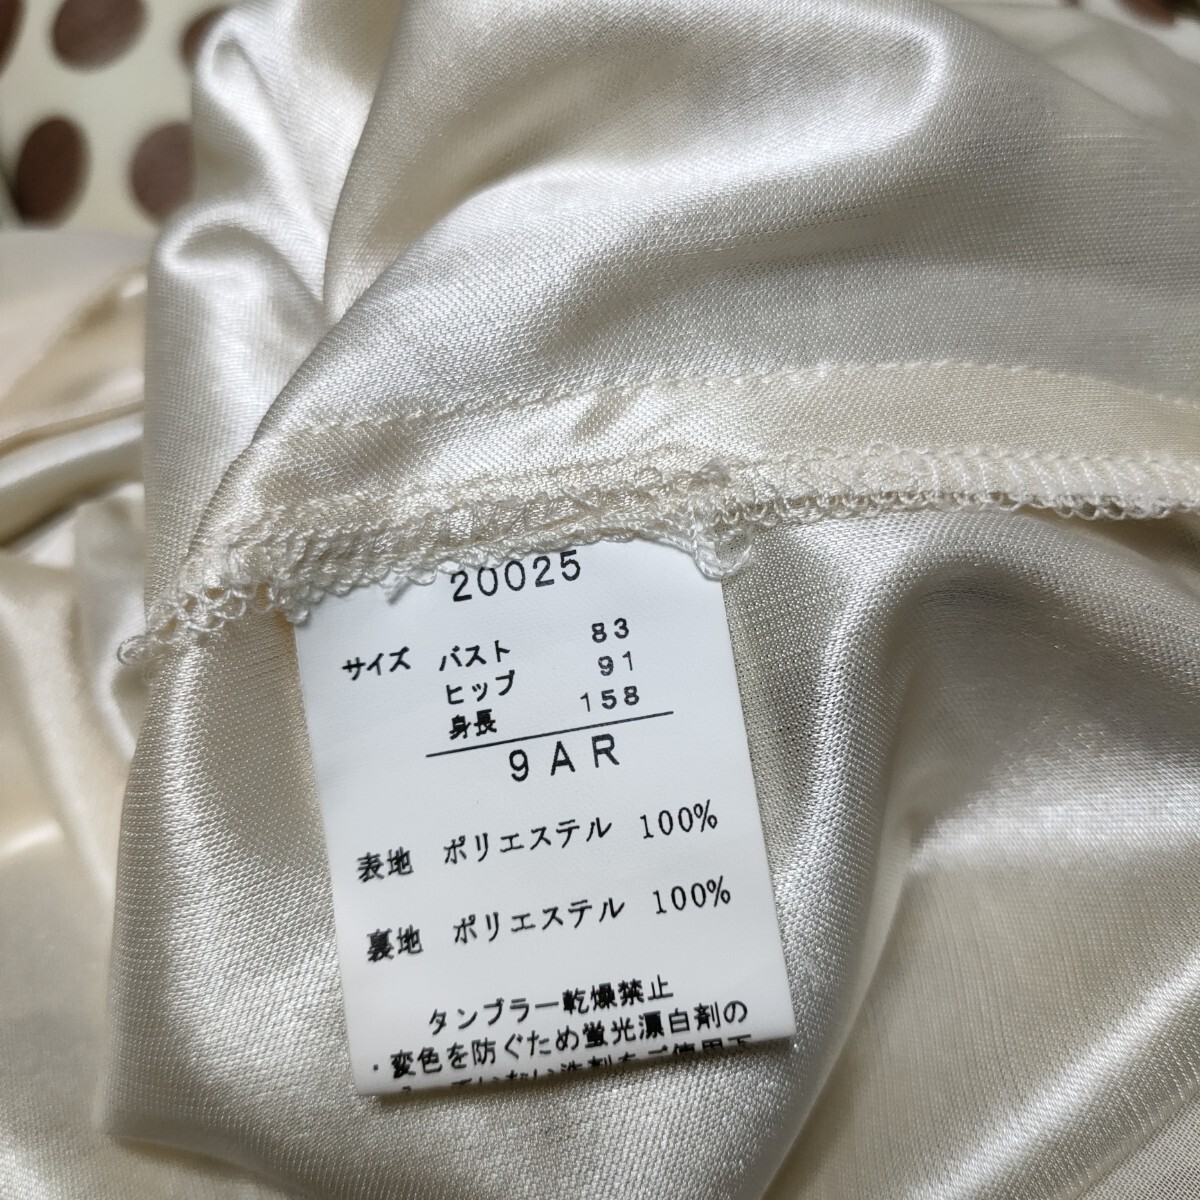 20025
サイズ バスト 83
ヒップ 91
身長 158
9AR
表地 ポリエステル 100%
裏地 ポリエステル 100%
タンブラー乾燥禁止
・変色を防ぐため蛍光漂白剤の